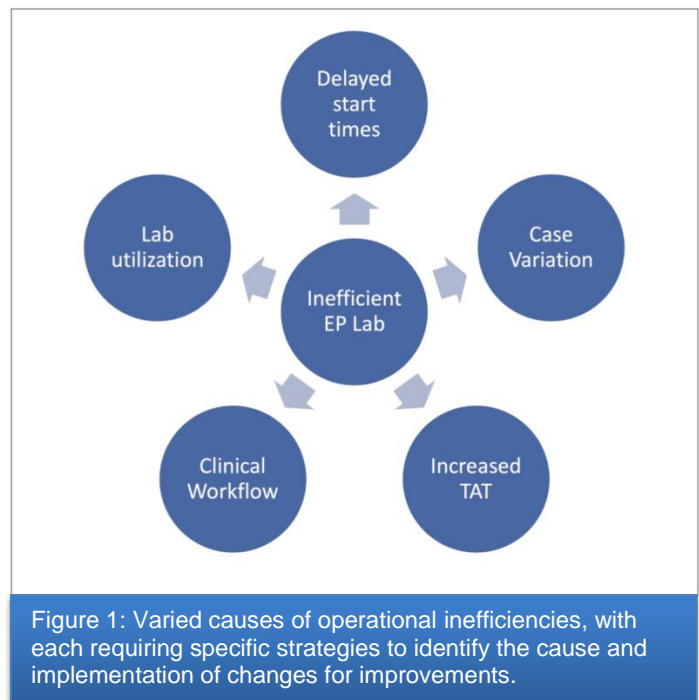 Delayed
start
times
Lab
utilization
Case
Variation
Inefficient
EP Lab
Clinical
Workflow
Increased
TAT
Figure 1: Varied causes of operational inefficiencies, with
each requiring specific strategies to identify the cause and
implementation of changes for improvements.